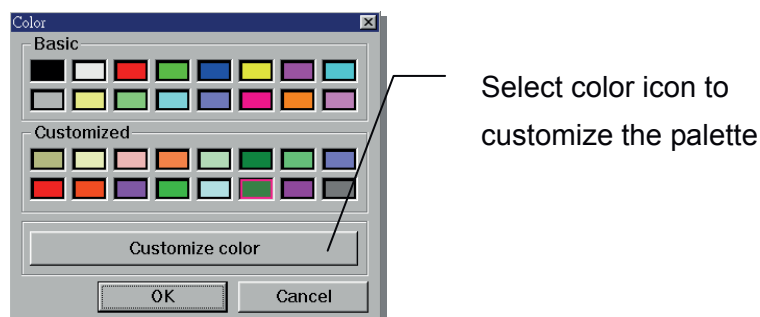 Color
Basic
Select color icon to
customize the palette
Customized
Customize color
OK Cancel